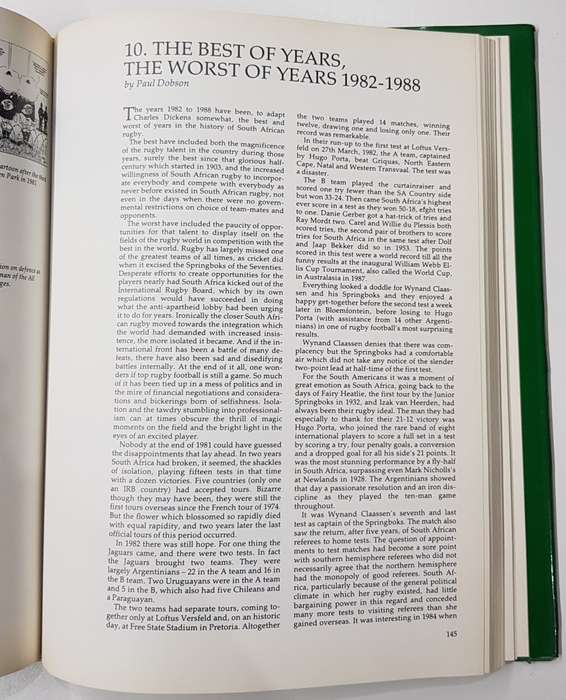 artoon after the
en Park in 1981.
ion on defence as
man of the All
ges.
10. THE BEST OF YEARS,
THE WORST OF YEARS 1982-1988
by Paul Dobson
The years 1982 to 1988 have been, to adapt
Charles Dickens somewhat, the best and
worst of years in the history of South African
rugby.
The best have included both the magnificence
of the rugby talent in the country during those
years, surely the best since that glorious half-
century which started in 1903, and the increased
willingness of South African rugby to incorpor-
ate everybody and compete with everybody as
never before existed in South African rugby, not
even in the days when there were no govern-
mental restrictions on choice of team-mates and
opponents.
The worst have included the paucity of oppor-
tunities for that talent to display itself on the
fields of the rugby world in competition with the
best in the world. Rugby has largely missed one
of the greatest teams of all times, as cricket did
when it excised the Springboks of the Seventies.
Desperate efforts to create opportunities for the
players nearly had South Africa kicked out of the
International Rugby Board, which by its own
regulations would have succeeded in doing
what the anti-apartheid lobby had been urging
it to do for years. Ironically the closer South Afri-
can rugby moved towards the integration which
the world had demanded with increased insis-
tence, the more isolated it became. And if the in-
ternational front has been a battle of many de-
feats, there have also been sad and disedifying
battles internally. At the end of it all, one won-
ders if top rugby football is still a game. So much
of it has been tied up in a mess of politics and in
the mire of financial negotiations and considera-
tions and bickerings born of selfishness. Isola-
tion and the tawdry stumbling into professional-
ism can at times obscure the thrill of magic
moments on the field and the bright light in the
eyes of an excited player.
Nobody at the end of 1981 could have guessed
the disappointments that lay ahead. In two years
South Africa had broken, it seemed, the shackles
of isolation, playing fifteen tests in that time
with a dozen victories. Five countries (only one
an IRB country) had accepted tours. Bizarre
though they may have been, they were still the
first tours overseas since the French tour of 1974.
But the flower which blossomed so rapidly died
with equal rapidity, and two years later the last
official tours of this period occurred.
In 1982 there was still hope. For one thing the
Jaguars came, and there were two tests. In fact
the Jaguars brought two teams. They were
largely Argentinians – 22 in the A team and 16 in
the B team. Two Uruguayans were in the A team
and 5 in the B, which also had five Chileans and
a Paraguayan.
The two teams had separate tours, coming to-
gether only at Loftus Versfeld and, on an historic
day, at Free State Stadium in Pretoria. Altogether
the two teams played 14 matches, winning
twelve, drawing one and losing only one. Their
record was remarkable.
In their run-up to the first test at Loftus Vers-
feld on 27th March, 1982, the A team, captained
by Hugo Porta, beat Griquas, North Eastern
Cape, Natal and Western Transvaal. The test was
a disaster.
The B team played the curtainraiser and
scored one try fewer than the SA Country side
but won 33-24. Then came South Africa's highest
ever score in a test as they won 50-18, eight tries
to one. Danie Gerber got a hat-trick of tries and
Ray Mordt two. Carel and Willie du Plessis both
scored tries, the second pair of brothers to score
tries for South Africa in the same test after Dolf
and Jaap Bekker did so in 1953. The points
scored in this test were a world record till all the
funny results at the inaugural William Webb El-
lis Cup Tournament, also called the World Cup,
in Australasia in 1987.
Everything looked a doddle for Wynand Claas-
sen and his Springboks and they enjoyed a
happy get-together before the second test a week
later in Bloemfontein, before losing to Hugo
Porta (with assistance from 14 other Argenti-
nians) in one of rugby football's most surprising
results.
Wynand Claassen denies that there was com-
placency but the Springboks had a comfortable
air which did not take any notice of the slender
two-point lead at half-time of the first test.
For the South Americans it was a moment of
great emotion as South Africa, going back to the
days of Fairy Heatlie, the first tour by the Junior
Springboks in 1932, and Izak van Heerden, had
always been their rugby ideal. The man they had
especially to thank for their 21-12 victory was
Hugo Porta, who joined the rare band of eight
international players to score a full set in a test
by scoring a try, four penalty goals, a conversion
and a dropped goal for all his side's 21 points. It
was the most stunning performance by a fly-half
in South Africa, surpassing even Mark Nicholls's
at Newlands in 1928. The Argentinians showed
that day a passionate resolution and an iron dis-
cipline as they played the ten-man game
throughout.
It was Wynand Claassen's seventh and last
test as captain of the Springboks. The match also
saw the return, after five years, of South African
referees to home tests. The question of appoint-
ments to test matches had become a sore point
with southern hemisphere referees who did not
necessarily agree that the northern hemisphere
had the monopoly of good referees. South Af-
rica, particularly because of the general political
climate in which her rugby existed, had little
bargaining power in this regard and conceded
many more tests to visiting referees than she
gained overseas. It was interesting in 1984 when
145